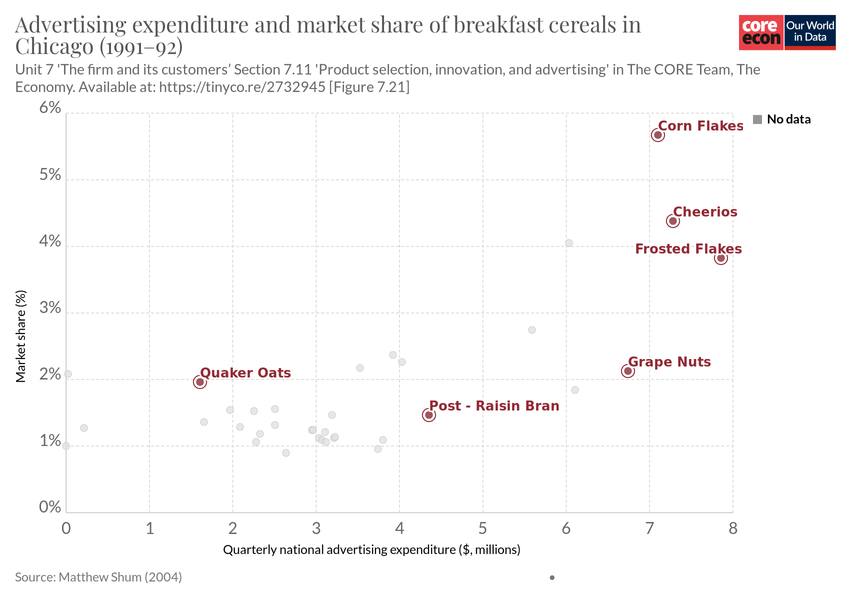 Advertising expenditure and market share of breakfast cereals in
Chicago (1991–92)
core
econ
Our World
in Data
Unit 7 'The firm and its customers' Section 7.11 'Product selection, innovation, and advertising' in The CORE Team, The
Economy. Available at: https://tinyco.re/2732945 [Figure 7.21]
6%
5%
4%
3%
2%
1%
0%
Market share (%)
Corn Flakes
Cheerios
Frosted Flakes
Grape Nuts
Quaker Oats
Post - Raisin Bran
No data
0 1 2 3 4 5 6 7 8
Quarterly national advertising expenditure ($, millions)
Source: Matthew Shum (2004)